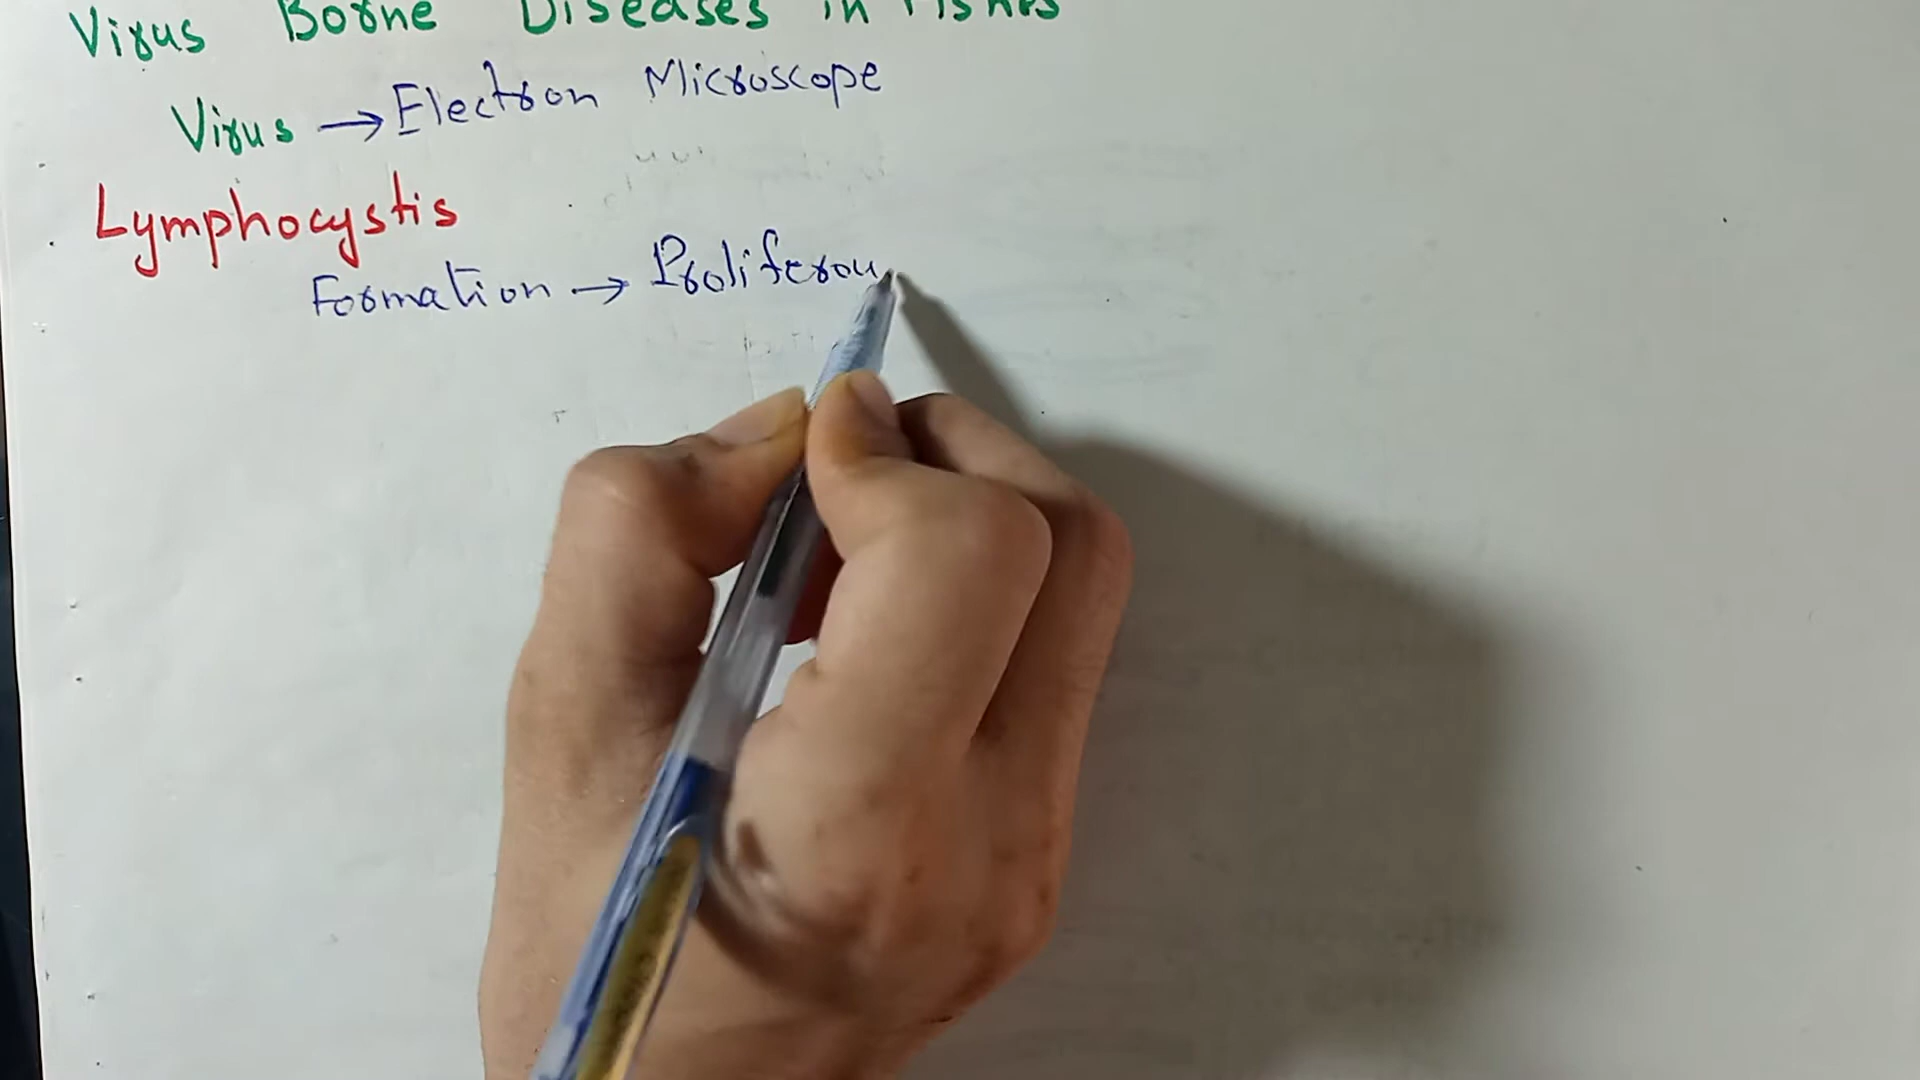 Virus Borne Diseases in Fishes
Virus → Electron Microscope
Lymphocystis
Formation → Proliferou